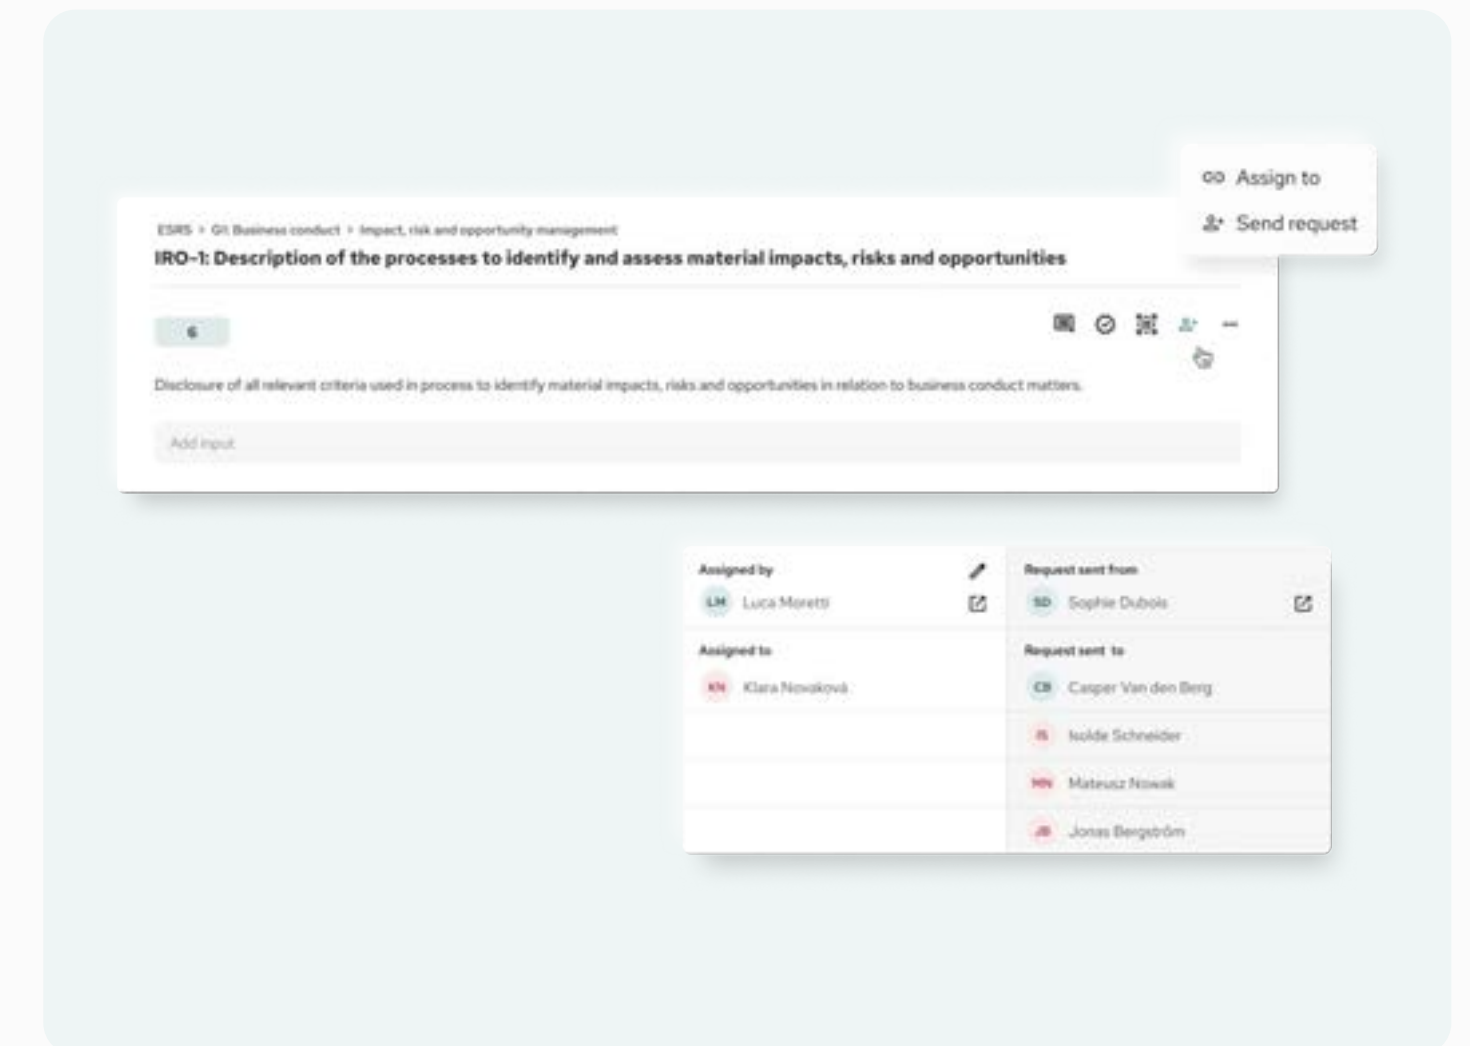 Assign to
Send request
ESRS > G1 Business conduct > Impact, risk and opportunity management
IRO-1: Description of the processes to identify and assess material impacts, risks and opportunities
6
Disclosure of all relevant criteria used in process to identify material impacts, risks and opportunities in relation to business conduct matters.
Add input
Assigned by
LM Luca Moretti
Assigned to
KN Klara Novaková
Request sent from
SD Sophie Dubois
Request sent to
CB Casper Van den Berg
IS Isolde Schneider
MN Mateusz Nowak
JB Jonas Bergström